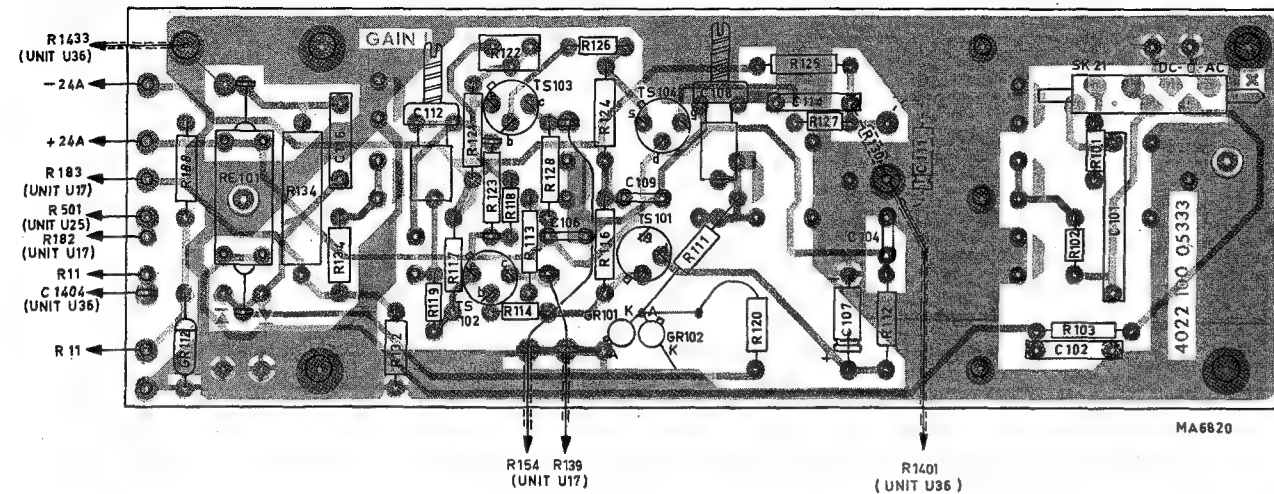 R1433
(UNIT U36)
−24A
+24A
R183
(UNIT U17)
R501
(UNIT U25)
R182
(UNIT U17)
R11
C1404
(UNIT U36)
R11
GAIN I
R122
R126
TS103
C112
R124
TS104
C108
R125
C114
R127
SK 21
DC-0-AC
R188
RE101
R134
R123
R118
R128
C109
TS101
R101
C101
R102
R113
C106
R116
R111
C104
R117
R119
TS
102
R114
GR101
K
A
GR102
A
K
R120
C107
R112
GR112
R132
R103
C102
4022 100 05333
b
c
s
g
d
b
c
+
MA6820
R154 R139
(UNIT U17)
R1401
(UNIT U36)